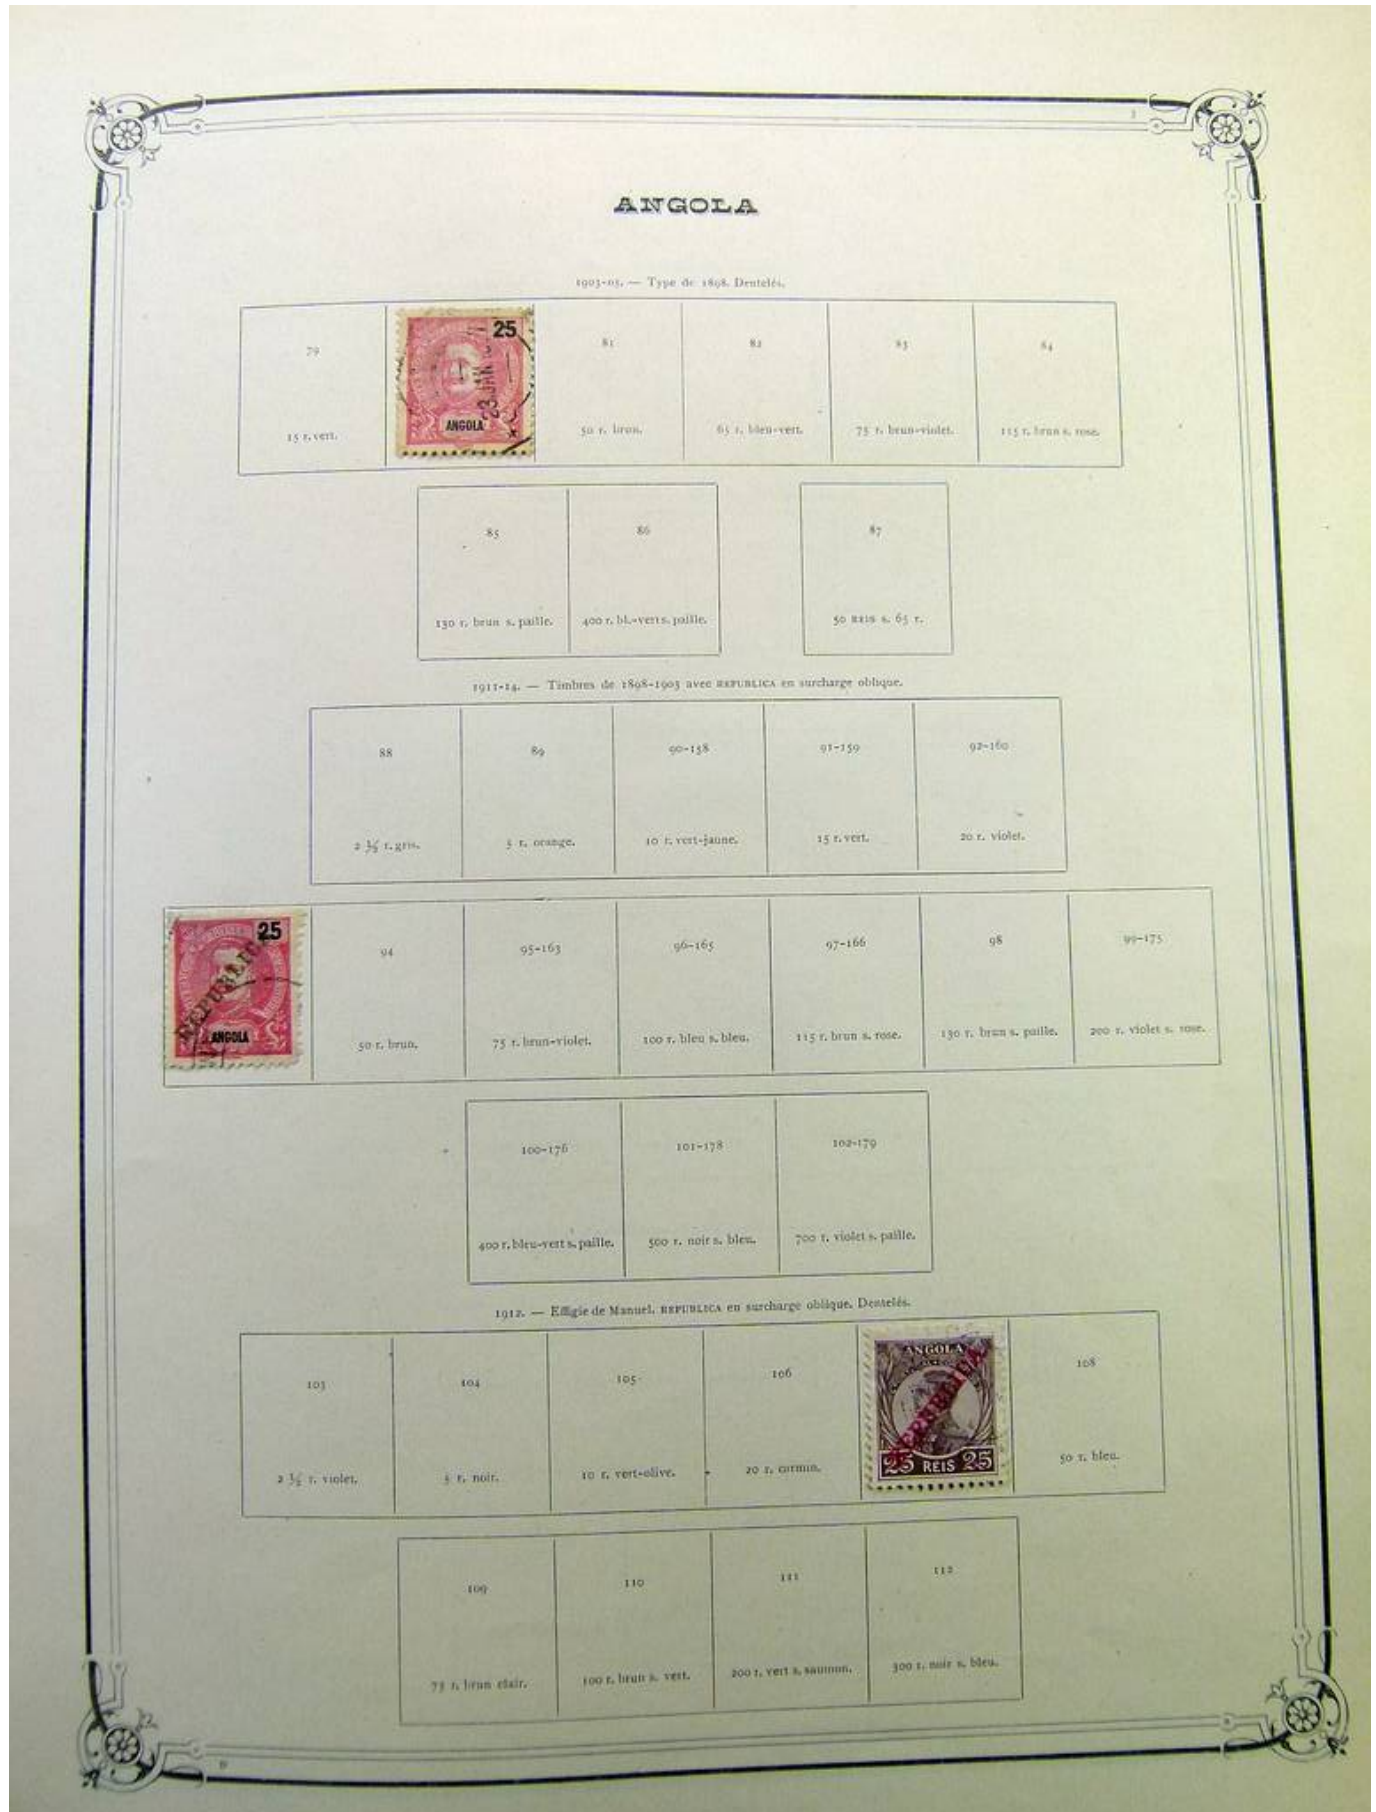 ANGOLA
1903-05. — Type de 1898. Dentelés.
79
25
81
82
83
84
23 JAN
ANGOLA
15 r. vert.
50 r. brun.
65 r. bleu-vert.
75 r. brun-violet.
115 r. brun s. rose.
85
86
87
130 r. brun s. paille.
400 r. bl.-vert s. paille.
50 REIS s. 65 r.
1911-14. — Timbres de 1898-1903 avec REPUBLICA en surcharge oblique.
88
89
90-158
91-159
92-160
2 ½ r. gris.
5 r. orange.
10 r. vert-jaune.
15 r. vert.
20 r. violet.
25
REPUBLICA
ANGOLA
94
95-163
96-165
97-166
98
99-175
50 r. brun.
75 r. brun-violet.
100 r. bleu s. bleu.
115 r. brun s. rose.
130 r. brun s. paille.
200 r. violet s. rose.
100-176
101-178
102-179
400 r. bleu-vert s. paille.
500 r. noir s. bleu.
700 r. violet s. paille.
1912. — Effigie de Manuel. REPUBLICA en surcharge oblique. Dentelés.
103
104
105
106
ANGOLA
REPUBLICA
25 REIS 25
108
2 ½ r. violet.
5 r. noir.
10 r. vert-olive.
20 r. carmin.
50 r. bleu.
109
110
111
112
75 r. brun clair.
100 r. brun s. vert.
200 r. vert s. saumon.
300 r. noir s. bleu.